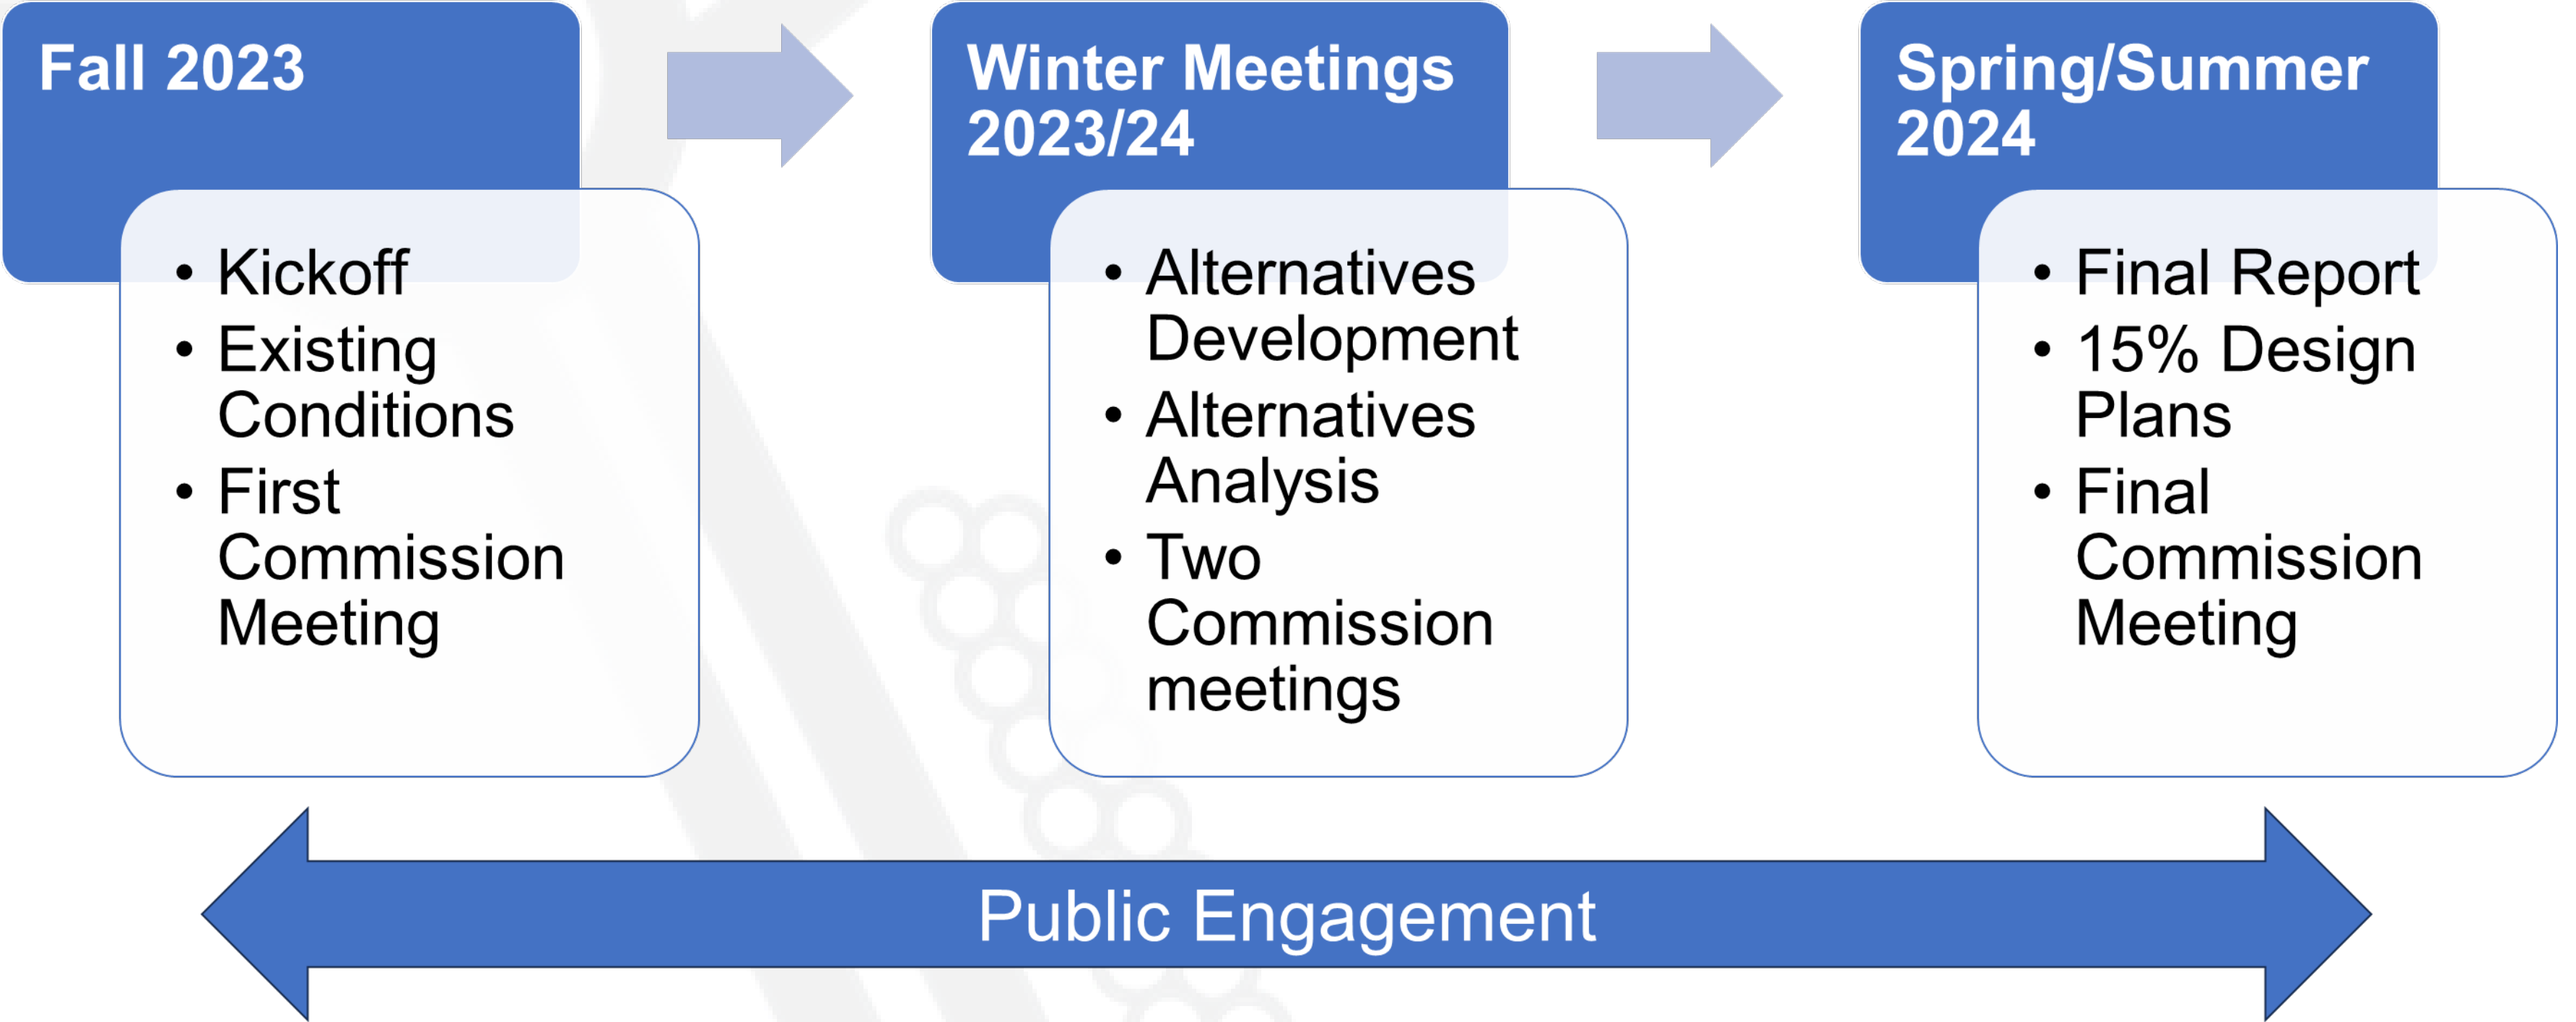 Fall 2023
• Kickoff
• Existing
Conditions
• First
Commission
Meeting
Winter Meetings
2023/24
• Alternatives
Development
• Alternatives
Analysis
• Two
Commission
meetings
Spring/Summer
2024
• Final Report
• 15% Design
Plans
• Final
Commission
Meeting
Public Engagement